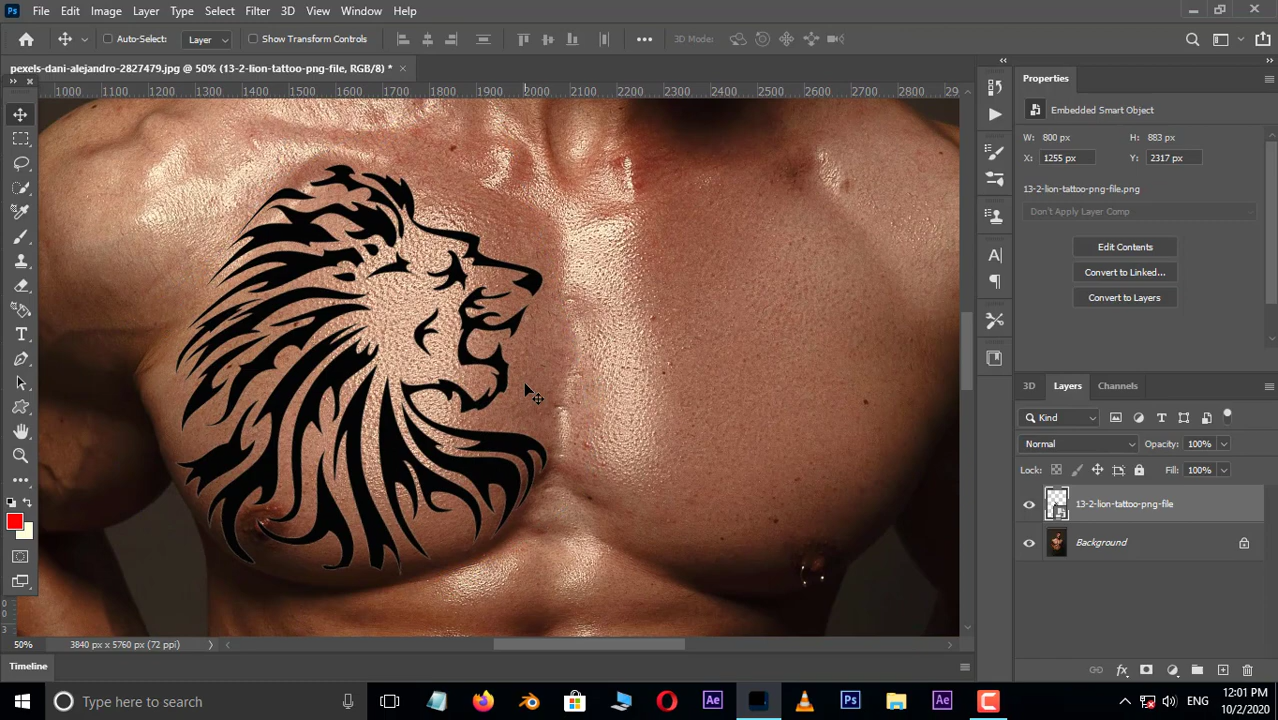 Ps File Edit Image Layer Type Select Filter 3D View Window Help
Auto-Select: Layer Show Transform Controls 3D Mode:
pexels-dani-alejandro-2827479.jpg @ 50% (13-2-lion-tattoo-png-file, RGB/8) *
1000 1100 1200 1300 1400 1500 1600 1700 1800 1900 2000 2100 2200 2300 2400 2500 2600 2700 2800 29
Properties
Embedded Smart Object
W: 800 px H: 883 px
X: 1255 px Y: 2317 px
13-2-lion-tattoo-png-file.png
Don't Apply Layer Comp
Edit Contents
Convert to Linked...
Convert to Layers
3D Layers Channels
Kind
Normal Opacity: 100%
Lock: Fill: 100%
13-2-lion-tattoo-png-file
Background
50% 3840 px x 5760 px (72 ppi)
Timeline
Type here to search
Ae Ps Ae
ENG
12:01 PM
10/2/2020